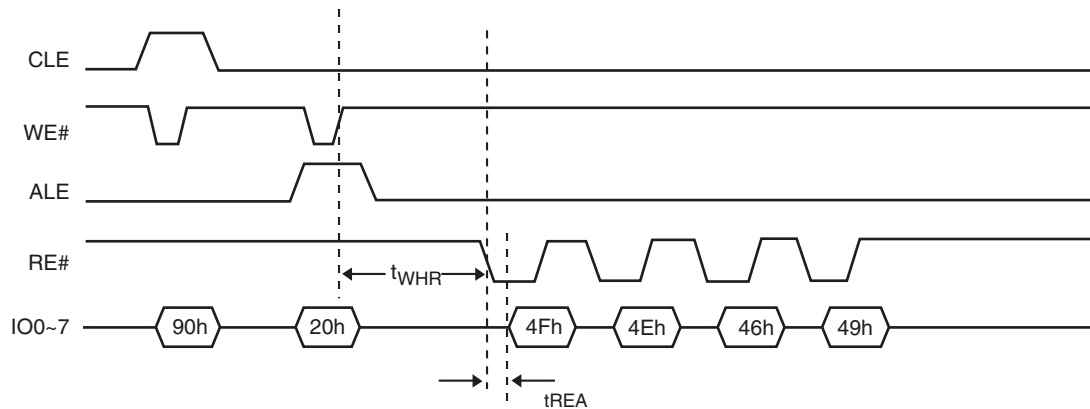 CLE
WE#
ALE
RE#
tWHR
IO0~7
90h
20h
4Fh
4Eh
46h
49h
tREA